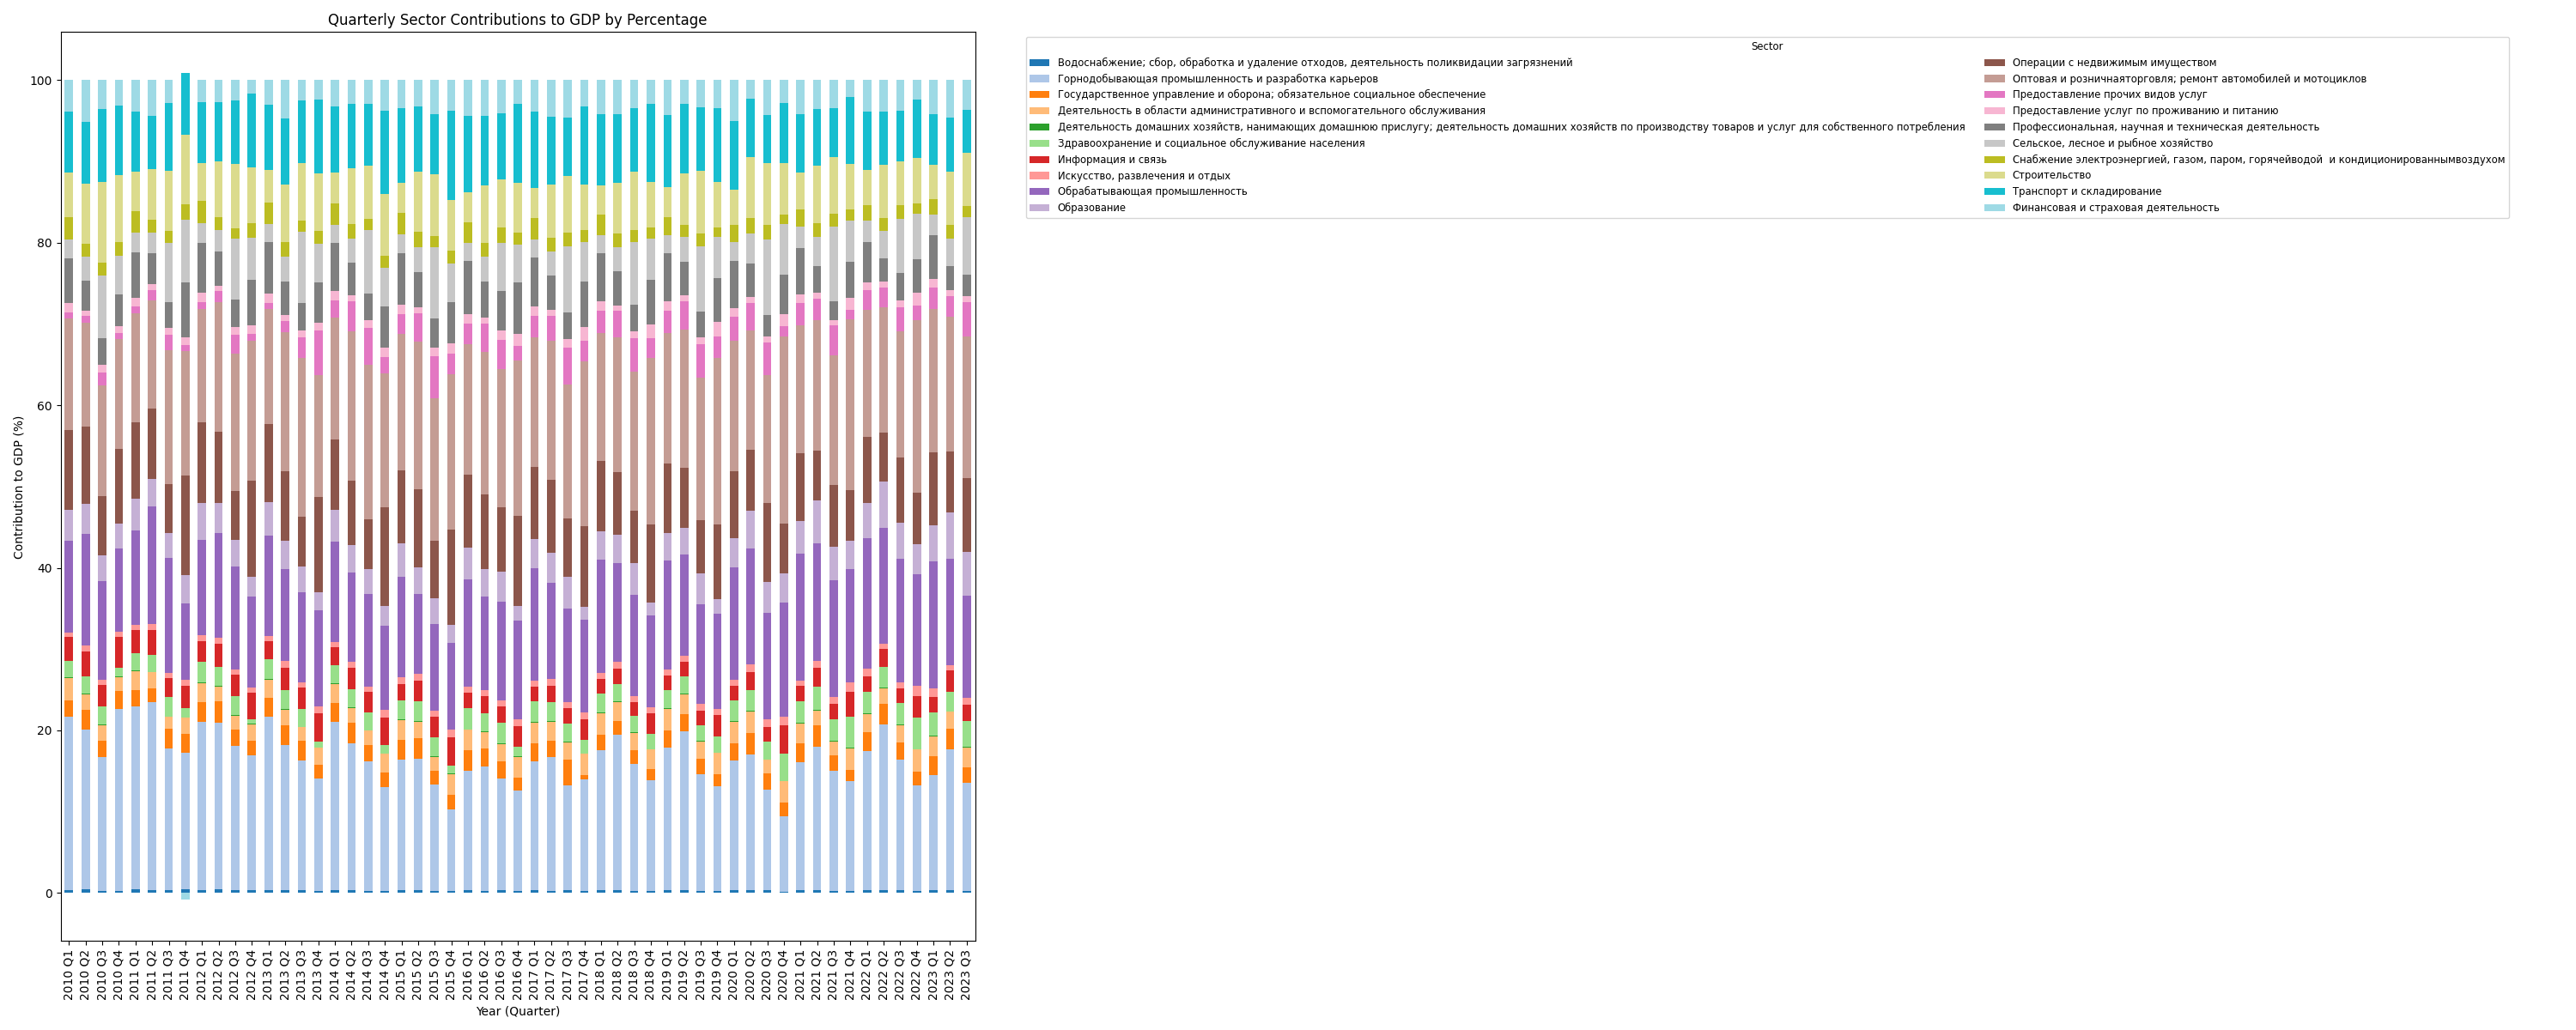 Quarterly Sector Contributions to GDP by Percentage
Contribution to GDP (%)
100
80
60
40
20
0
2010 Q1
2010 Q2
2010 Q3
2010 Q4
2011 Q1
2011 Q2
2011 Q3
2011 Q4
2012 Q1
2012 Q2
2012 Q3
2012 Q4
2013 Q1
2013 Q2
2013 Q3
2013 Q4
2014 Q1
2014 Q2
2014 Q3
2014 Q4
2015 Q1
2015 Q2
2015 Q3
2015 Q4
2016 Q1
2016 Q2
2016 Q3
2016 Q4
2017 Q1
2017 Q2
2017 Q3
2017 Q4
2018 Q1
2018 Q2
2018 Q3
2018 Q4
2019 Q1
2019 Q2
2019 Q3
2019 Q4
2020 Q1
2020 Q2
2020 Q3
2020 Q4
2021 Q1
2021 Q2
2021 Q3
2021 Q4
2022 Q1
2022 Q2
2022 Q3
2022 Q4
2023 Q1
2023 Q2
2023 Q3
Year (Quarter)
Sector
Водоснабжение; сбор, обработка и удаление отходов, деятельность поликвидации загрязнений
Горнодобывающая промышленность и разработка карьеров
Государственное управление и оборона; обязательное социальное обеспечение
Деятельность в области административного и вспомогательного обслуживания
Деятельность домашних хозяйств, нанимающих домашнюю прислугу; деятельность домашних хозяйств по производству товаров и услуг для собственного потребления
Здравоохранение и социальное обслуживание населения
Информация и связь
Искусство, развлечения и отдых
Обрабатывающая промышленность
Образование
Операции с недвижимым имуществом
Оптовая и розничнаяторговля; ремонт автомобилей и мотоциклов
Предоставление прочих видов услуг
Предоставление услуг по проживанию и питанию
Профессиональная, научная и техническая деятельность
Сельское, лесное и рыбное хозяйство
Снабжение электроэнергией, газом, паром, горячейводой  и кондиционированнымвоздухом
Строительство
Транспорт и складирование
Финансовая и страховая деятельность